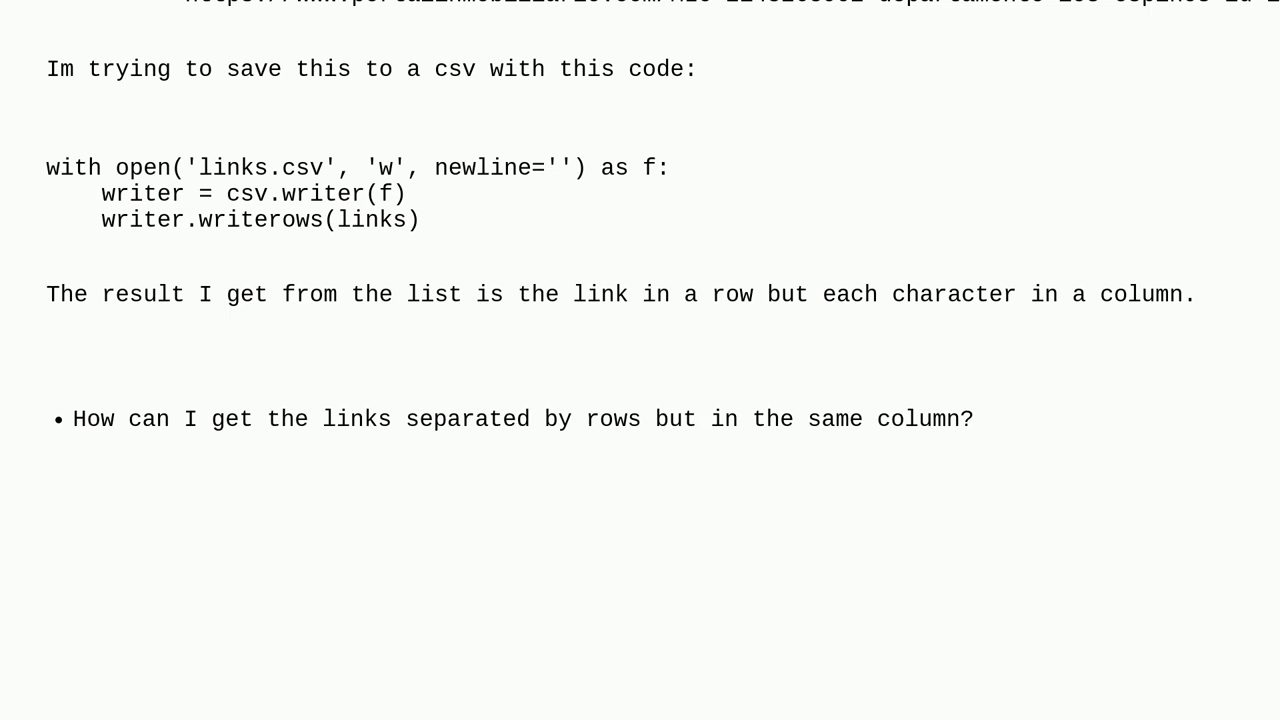 Im trying to save this to a csv with this code:
with open('links.csv', 'w', newline='') as f:
    writer = csv.writer(f)
    writer.writerows(links)
The result I get from the list is the link in a row but each character in a column.
• How can I get the links separated by rows but in the same column?